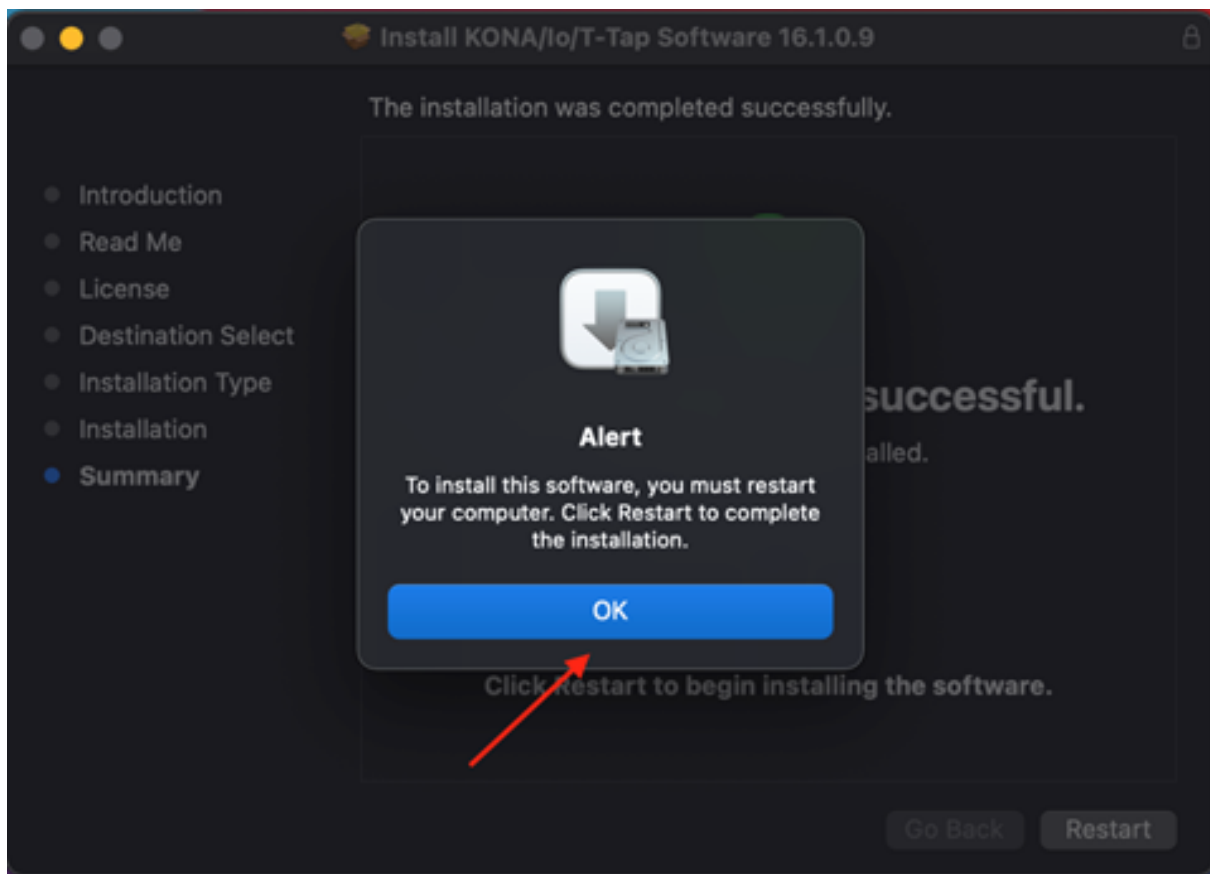 Install KONA/Io/T-Tap Software 16.1.0.9
The installation was completed successfully.
Introduction
Read Me
License
Destination Select
Installation Type
Installation
Summary
successful.
alled.
Alert
To install this software, you must restart
your computer. Click Restart to complete
the installation.
OK
Click Restart to begin installing the software.
Go Back
Restart